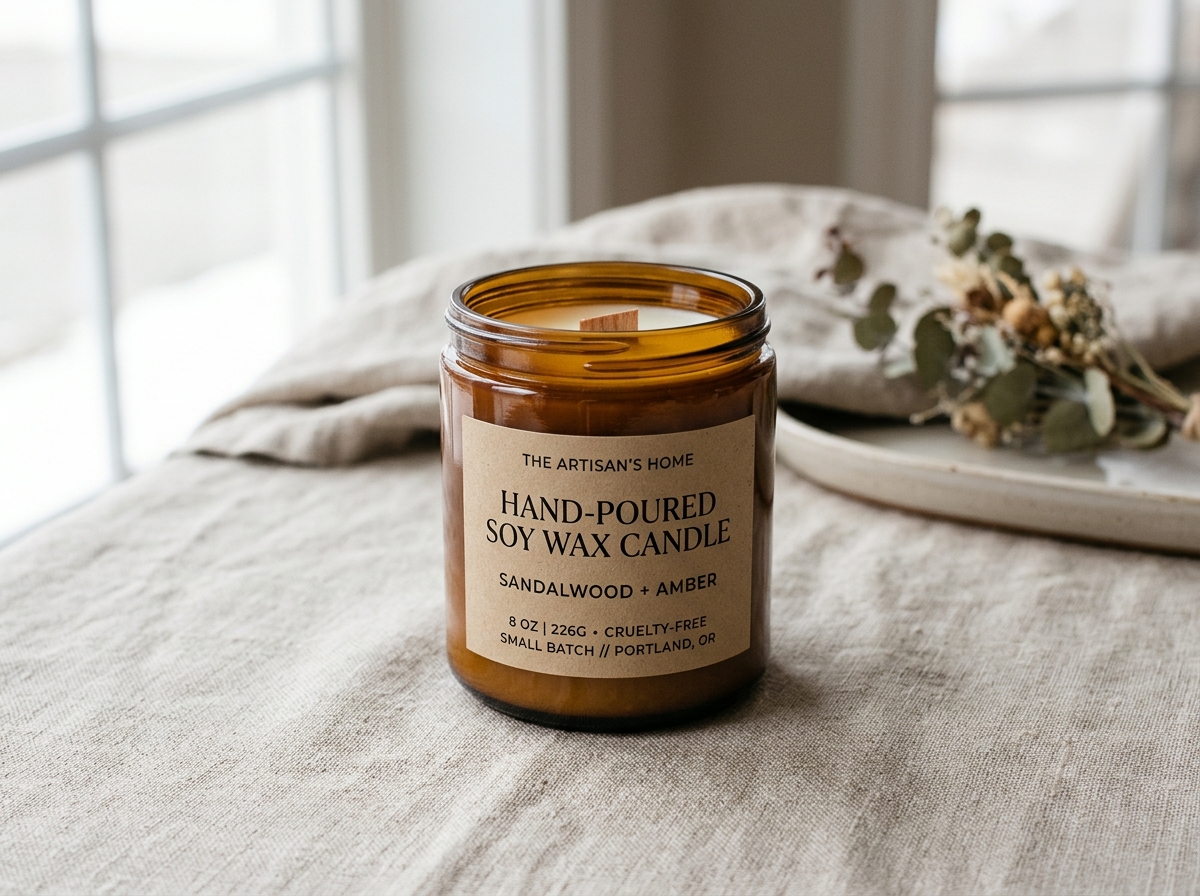 THE ARTISAN'S HOME
HAND-POURED
SOY WAX CANDLE
SANDALWOOD + AMBER
8 OZ | 226G • CRUELTY-FREE
SMALL BATCH // PORTLAND, OR